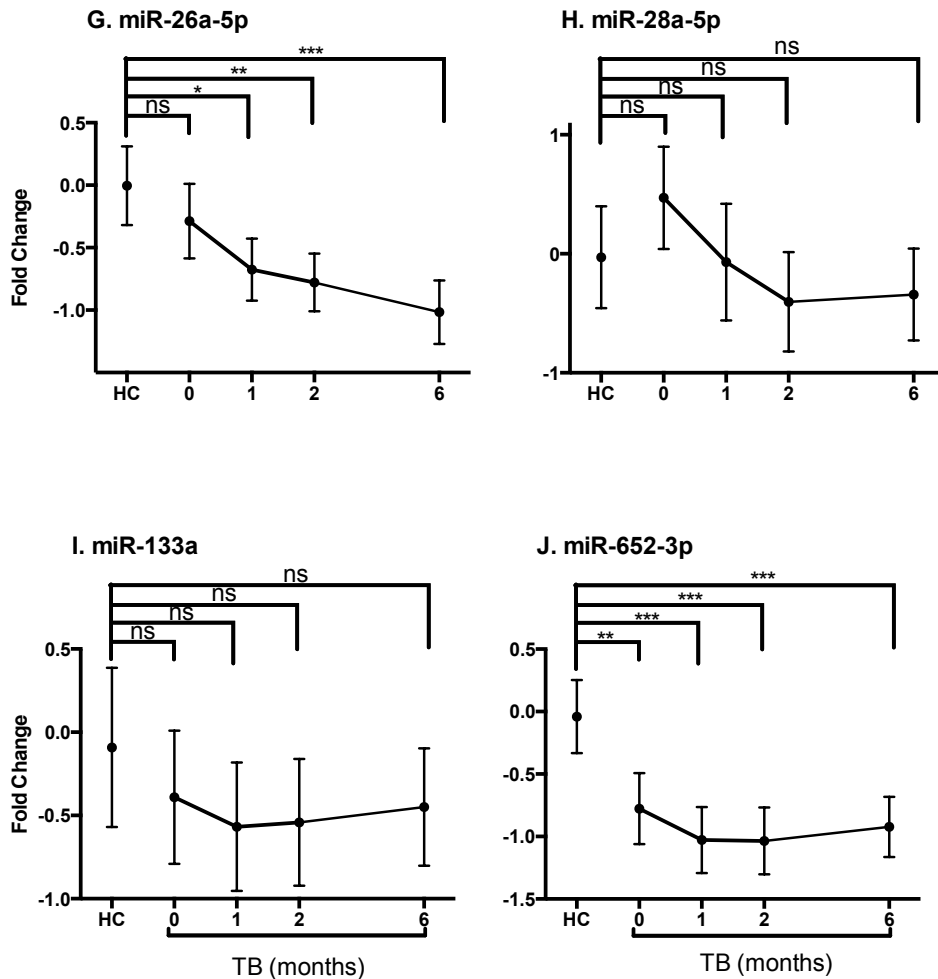 G. miR-26a-5p
***
**
*
ns
0.5
0.0
-0.5
-1.0
Fold Change
HC 0 1 2 6
H. miR-28a-5p
ns
ns
ns
ns
1
0
-1
HC 0 1 2 6
I. miR-133a
ns
ns
ns
ns
0.5
0.0
-0.5
-1.0
Fold Change
HC 0 1 2 6
TB (months)
J. miR-652-3p
***
***
***
**
0.5
0.0
-0.5
-1.0
-1.5
HC 0 1 2 6
TB (months)